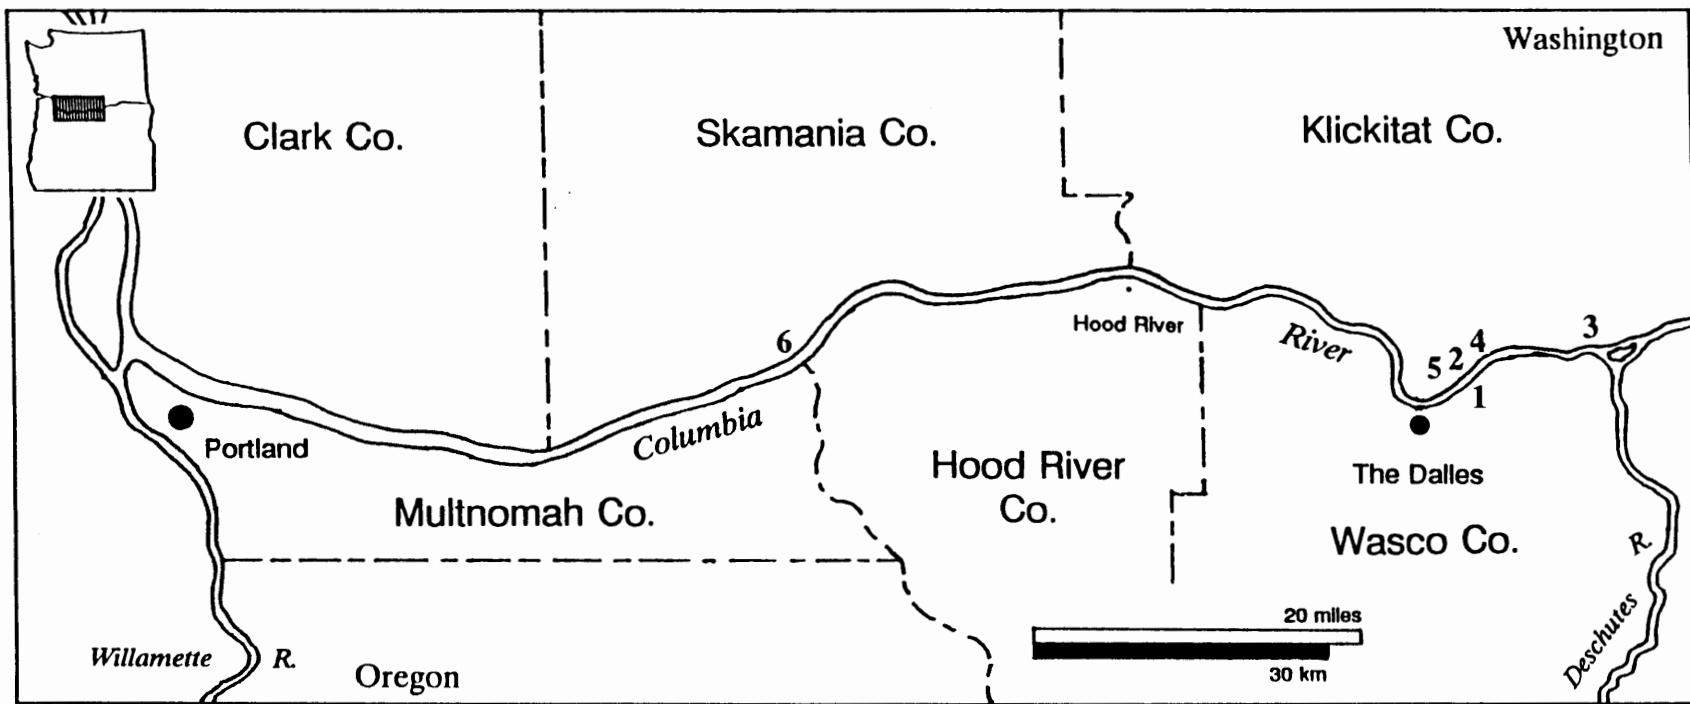 Washington
Clark Co.
Skamania Co.
Klickitat Co.
Hood River
River
6
5
2
4
3
1
Portland
Columbia
Hood River
Co.
The Dalles
Multnomah Co.
Wasco Co.
R.
Deschutes
20 miles
30 km
Willamette R.
Oregon